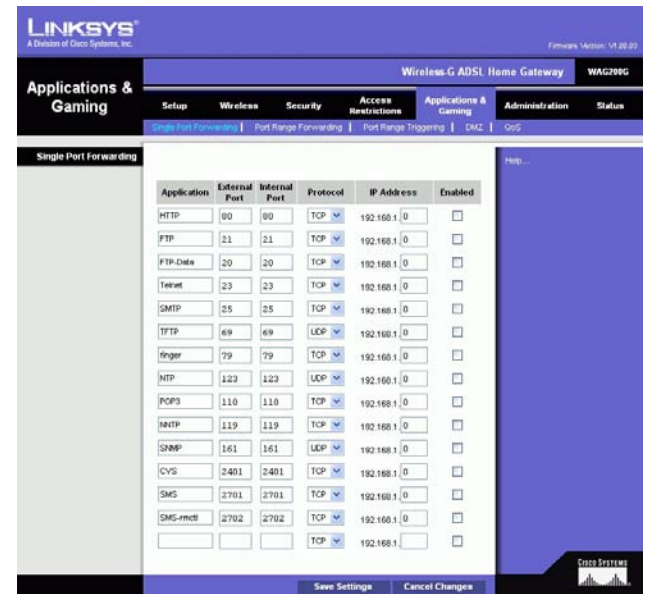 LINKSYS®
A Division of Cisco Systems, Inc.
Firmware Version: V1.00.03
Wireless-G ADSL Home Gateway WAG200G
Applications & Gaming
Setup Wireless Security Access Restrictions Applications & Gaming Administration Status
Single Port Forwarding | Port Range Forwarding | Port Range Triggering | DMZ | QoS
Single Port Forwarding
Help...
Application External Port Internal Port Protocol IP Address Enabled
HTTP 80 80 TCP 192.168.1. 0
FTP 21 21 TCP 192.168.1. 0
FTP-Data 20 20 TCP 192.168.1. 0
Telnet 23 23 TCP 192.168.1. 0
SMTP 25 25 TCP 192.168.1. 0
TFTP 69 69 UDP 192.168.1. 0
finger 79 79 TCP 192.168.1. 0
NTP 123 123 UDP 192.168.1. 0
POP3 110 110 TCP 192.168.1. 0
NNTP 119 119 TCP 192.168.1. 0
SNMP 161 161 UDP 192.168.1. 0
CVS 2401 2401 TCP 192.168.1. 0
SMS 2701 2701 TCP 192.168.1. 0
SMS-rmctl 2702 2702 TCP 192.168.1. 0
TCP 192.168.1.
Save Settings Cancel Changes
CISCO SYSTEMS